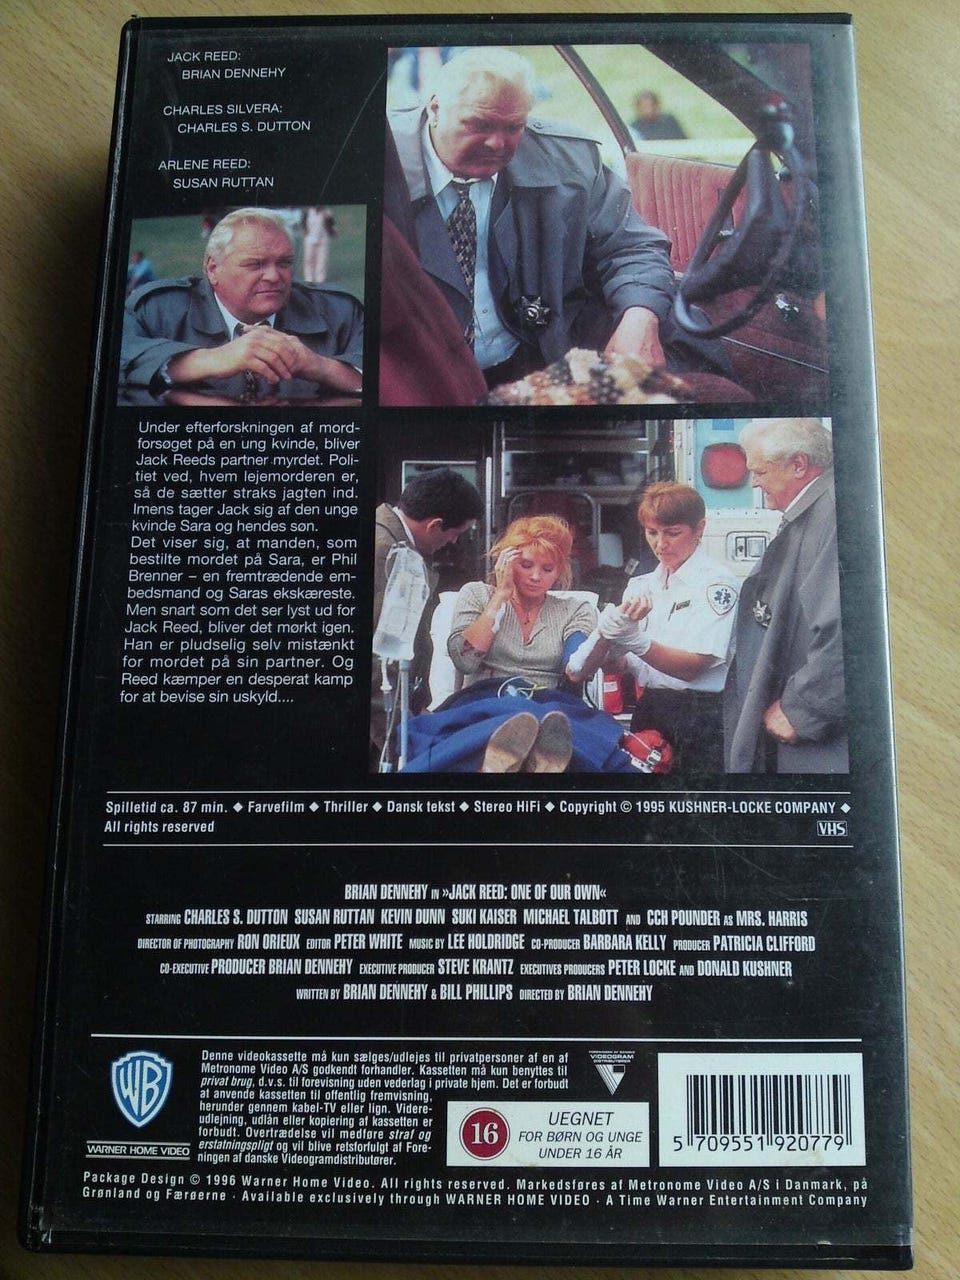 JACK REED:
BRIAN DENNEHY
CHARLES SILVERA:
CHARLES S. DUTTON
ARLENE REED:
SUSAN RUTTAN
Under efterforskningen af mord-
forsøget på en ung kvinde, bliver
Jack Reeds partner myrdet. Poli-
tiet ved, hvem lejemorderen er,
så de sætter straks jagten ind.
Imens tager Jack sig af den unge
kvinde Sara og hendes søn.
Det viser sig, at manden, som
bestilte mordet på Sara, er Phil
Brenner – en fremtrædende em-
bedsmand og Saras ekskæreste.
Men snart som det ser lyst ud for
Jack Reed, bliver det mørkt igen.
Han er pludselig selv mistænkt
for mordet på sin partner. Og
Reed kæmper en desperat kamp
for at bevise sin uskyld....
Spilletid ca. 87 min. ◆ Farvefilm ◆ Thriller ◆ Dansk tekst ◆ Stereo HiFi ◆ Copyright © 1995 KUSHNER-LOCKE COMPANY ◆
All rights reserved
VHS
BRIAN DENNEHY IN »JACK REED: ONE OF OUR OWN«
STARRING CHARLES S. DUTTON SUSAN RUTTAN KEVIN DUNN SUKI KAISER MICHAEL TALBOTT AND CCH POUNDER AS MRS. HARRIS
DIRECTOR OF PHOTOGRAPHY RON ORIEUX EDITOR PETER WHITE MUSIC BY LEE HOLDRIDGE CO-PRODUCER BARBARA KELLY PRODUCER PATRICIA CLIFFORD
CO-EXECUTIVE PRODUCER BRIAN DENNEHY EXECUTIVE PRODUCER STEVE KRANTZ EXECUTIVES PRODUCERS PETER LOCKE AND DONALD KUSHNER
WRITTEN BY BRIAN DENNEHY & BILL PHILLIPS DIRECTED BY BRIAN DENNEHY
WB
WARNER HOME VIDEO
Denne videokassette må kun sælges/udlejes til privatpersoner af en af
Metronome Video A/S godkendt forhandler. Kassetten må kun benyttes til
privat brug, d.v.s. til forevisning uden vederlag i private hjem. Det er forbudt
at anvende kassetten til offentlig fremvisning,
herunder gennem kabel-TV eller lign. Videre-
udlejning, udlån eller kopiering af kassetten er
forbudt. Overtrædelse vil medføre straf og
erstatningspligt og vil blive retsforfulgt af Fore-
ningen af danske Videogramdistributører.
FORENINGEN AF DANSKE
VIDEOGRAM
DISTRIBUTØRER
16
UEGNET
FOR BØRN OG UNGE
UNDER 16 ÅR
5 709551 920779
Package Design © 1996 Warner Home Video. All rights reserved. Markedsføres af Metronome Video A/S i Danmark, på
Grønland og Færøerne · Available exclusively through WARNER HOME VIDEO · A Time Warner Entertainment Company